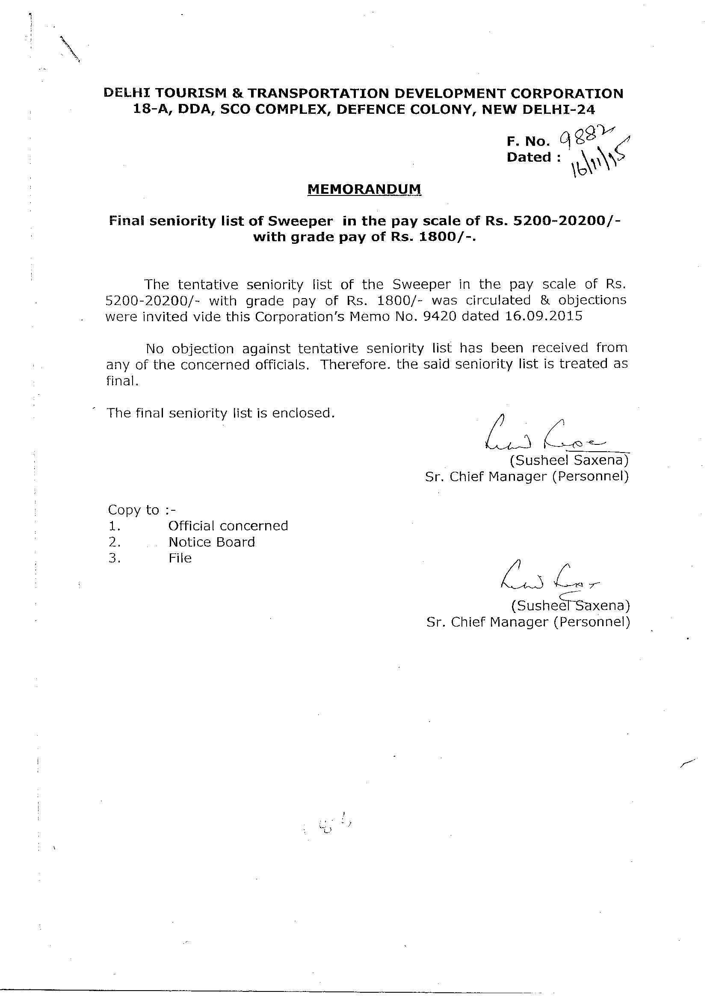 DELHI TOURISM & TRANSPORTATION DEVELOPMENT CORPORATION
18-A, DDA, SCO COMPLEX, DEFENCE COLONY, NEW DELHI-24
F. No. 9882
Dated : 16/11/15
MEMORANDUM
Final seniority list of Sweeper in the pay scale of Rs. 5200-20200/-
with grade pay of Rs. 1800/-.
The tentative seniority list of the Sweeper in the pay scale of Rs.
5200-20200/- with grade pay of Rs. 1800/- was circulated & objections
were invited vide this Corporation's Memo No. 9420 dated 16.09.2015
No objection against tentative seniority list has been received from
any of the concerned officials. Therefore. the said seniority list is treated as
final.
The final seniority list is enclosed.
(Susheel Saxena)
Sr. Chief Manager (Personnel)
Copy to :-
1. Official concerned
2. Notice Board
3. File
(Susheel Saxena)
Sr. Chief Manager (Personnel)